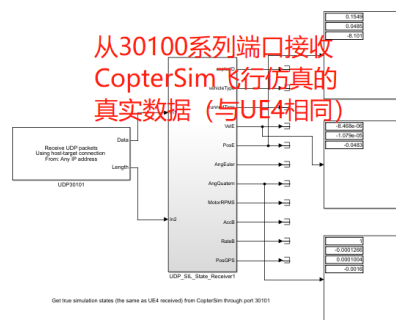 从30100系列端口接收
CopterSim飞行仿真的
真实数据（与UE4相同）
0.1549
0.0485
-8.101
Receive UDP packets
Using host-target connection
From: Any IP address
Data
Length
UDP30101
In2
VelE
PosE
AngEuler
AngQuatern
MotorRPMS
AccB
RateB
PosGPS
UDP_SIL_State_Receiver1
-8.468e-06
-1.079e-05
-0.0483
1
-0.0001268
0.0001004
-0.0016
Get true simulation states (the same as UE4 received) from CopterSim through port 30101